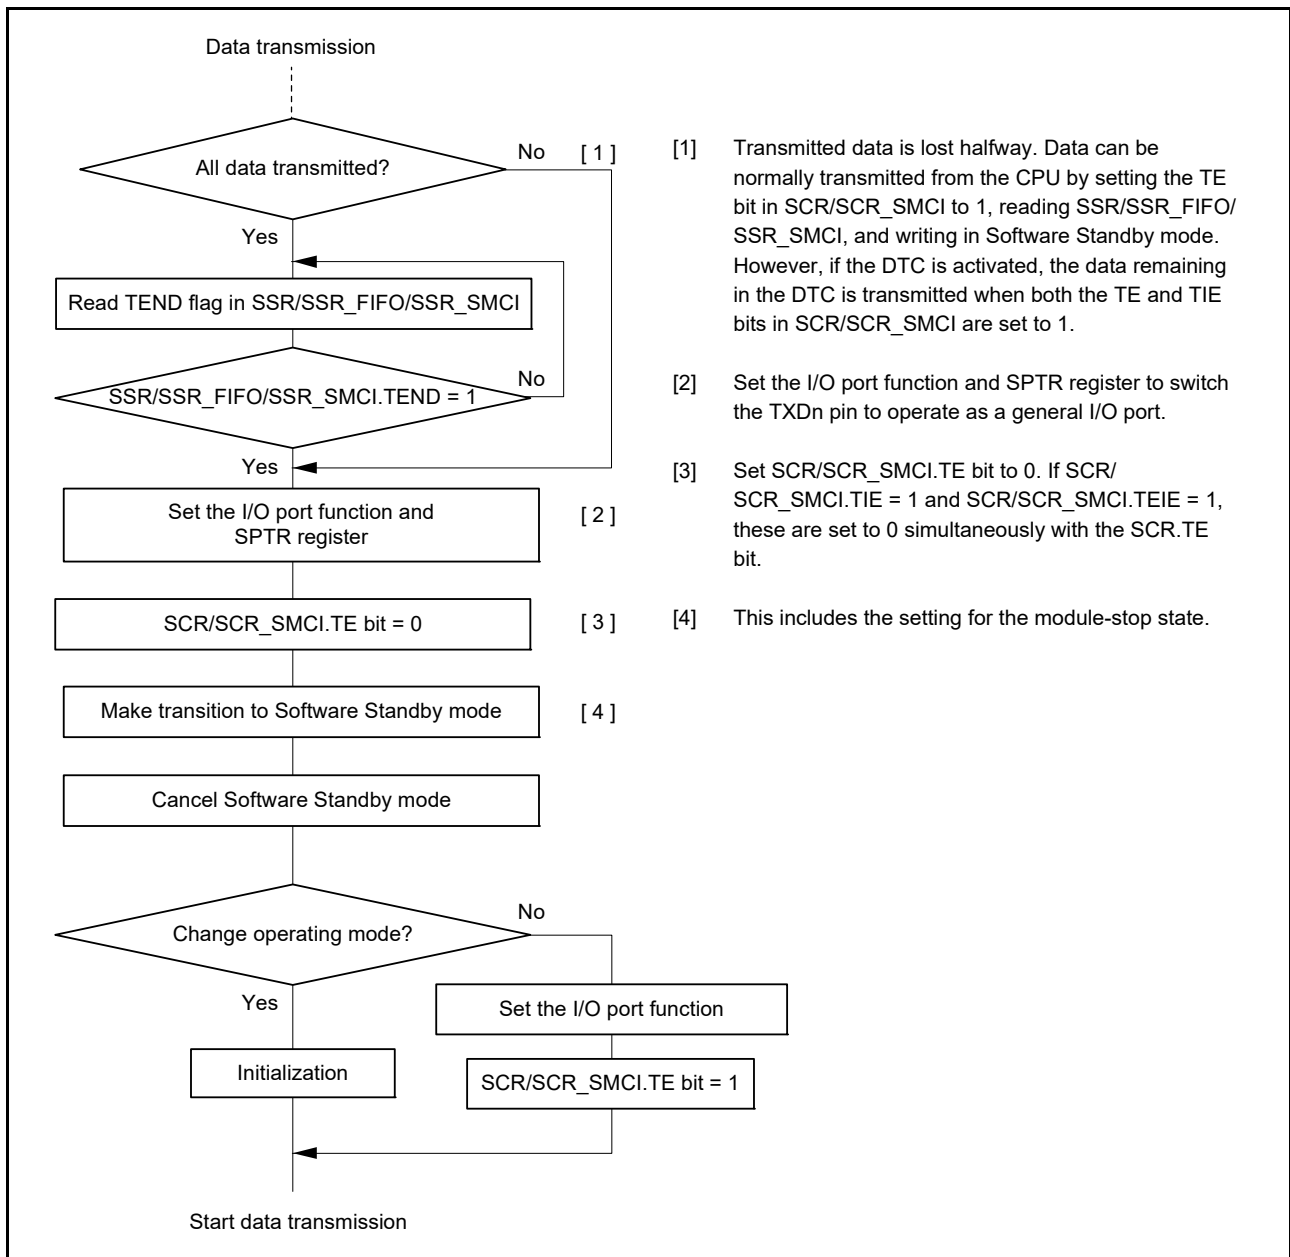 Data transmission
All data transmitted?
No
[ 1 ]
Yes
Read TEND flag in SSR/SSR_FIFO/SSR_SMCI
SSR/SSR_FIFO/SSR_SMCI.TEND = 1
No
Yes
Set the I/O port function and
SPTR register
[ 2 ]
SCR/SCR_SMCI.TE bit = 0
[ 3 ]
Make transition to Software Standby mode
[ 4 ]
Cancel Software Standby mode
Change operating mode?
No
Yes
Set the I/O port function
Initialization
SCR/SCR_SMCI.TE bit = 1
Start data transmission
[1] Transmitted data is lost halfway. Data can be
normally transmitted from the CPU by setting the TE
bit in SCR/SCR_SMCI to 1, reading SSR/SSR_FIFO/
SSR_SMCI, and writing in Software Standby mode.
However, if the DTC is activated, the data remaining
in the DTC is transmitted when both the TE and TIE
bits in SCR/SCR_SMCI are set to 1.
[2] Set the I/O port function and SPTR register to switch
the TXDn pin to operate as a general I/O port.
[3] Set SCR/SCR_SMCI.TE bit to 0. If SCR/
SCR_SMCI.TIE = 1 and SCR/SCR_SMCI.TEIE = 1,
these are set to 0 simultaneously with the SCR.TE
bit.
[4] This includes the setting for the module-stop state.